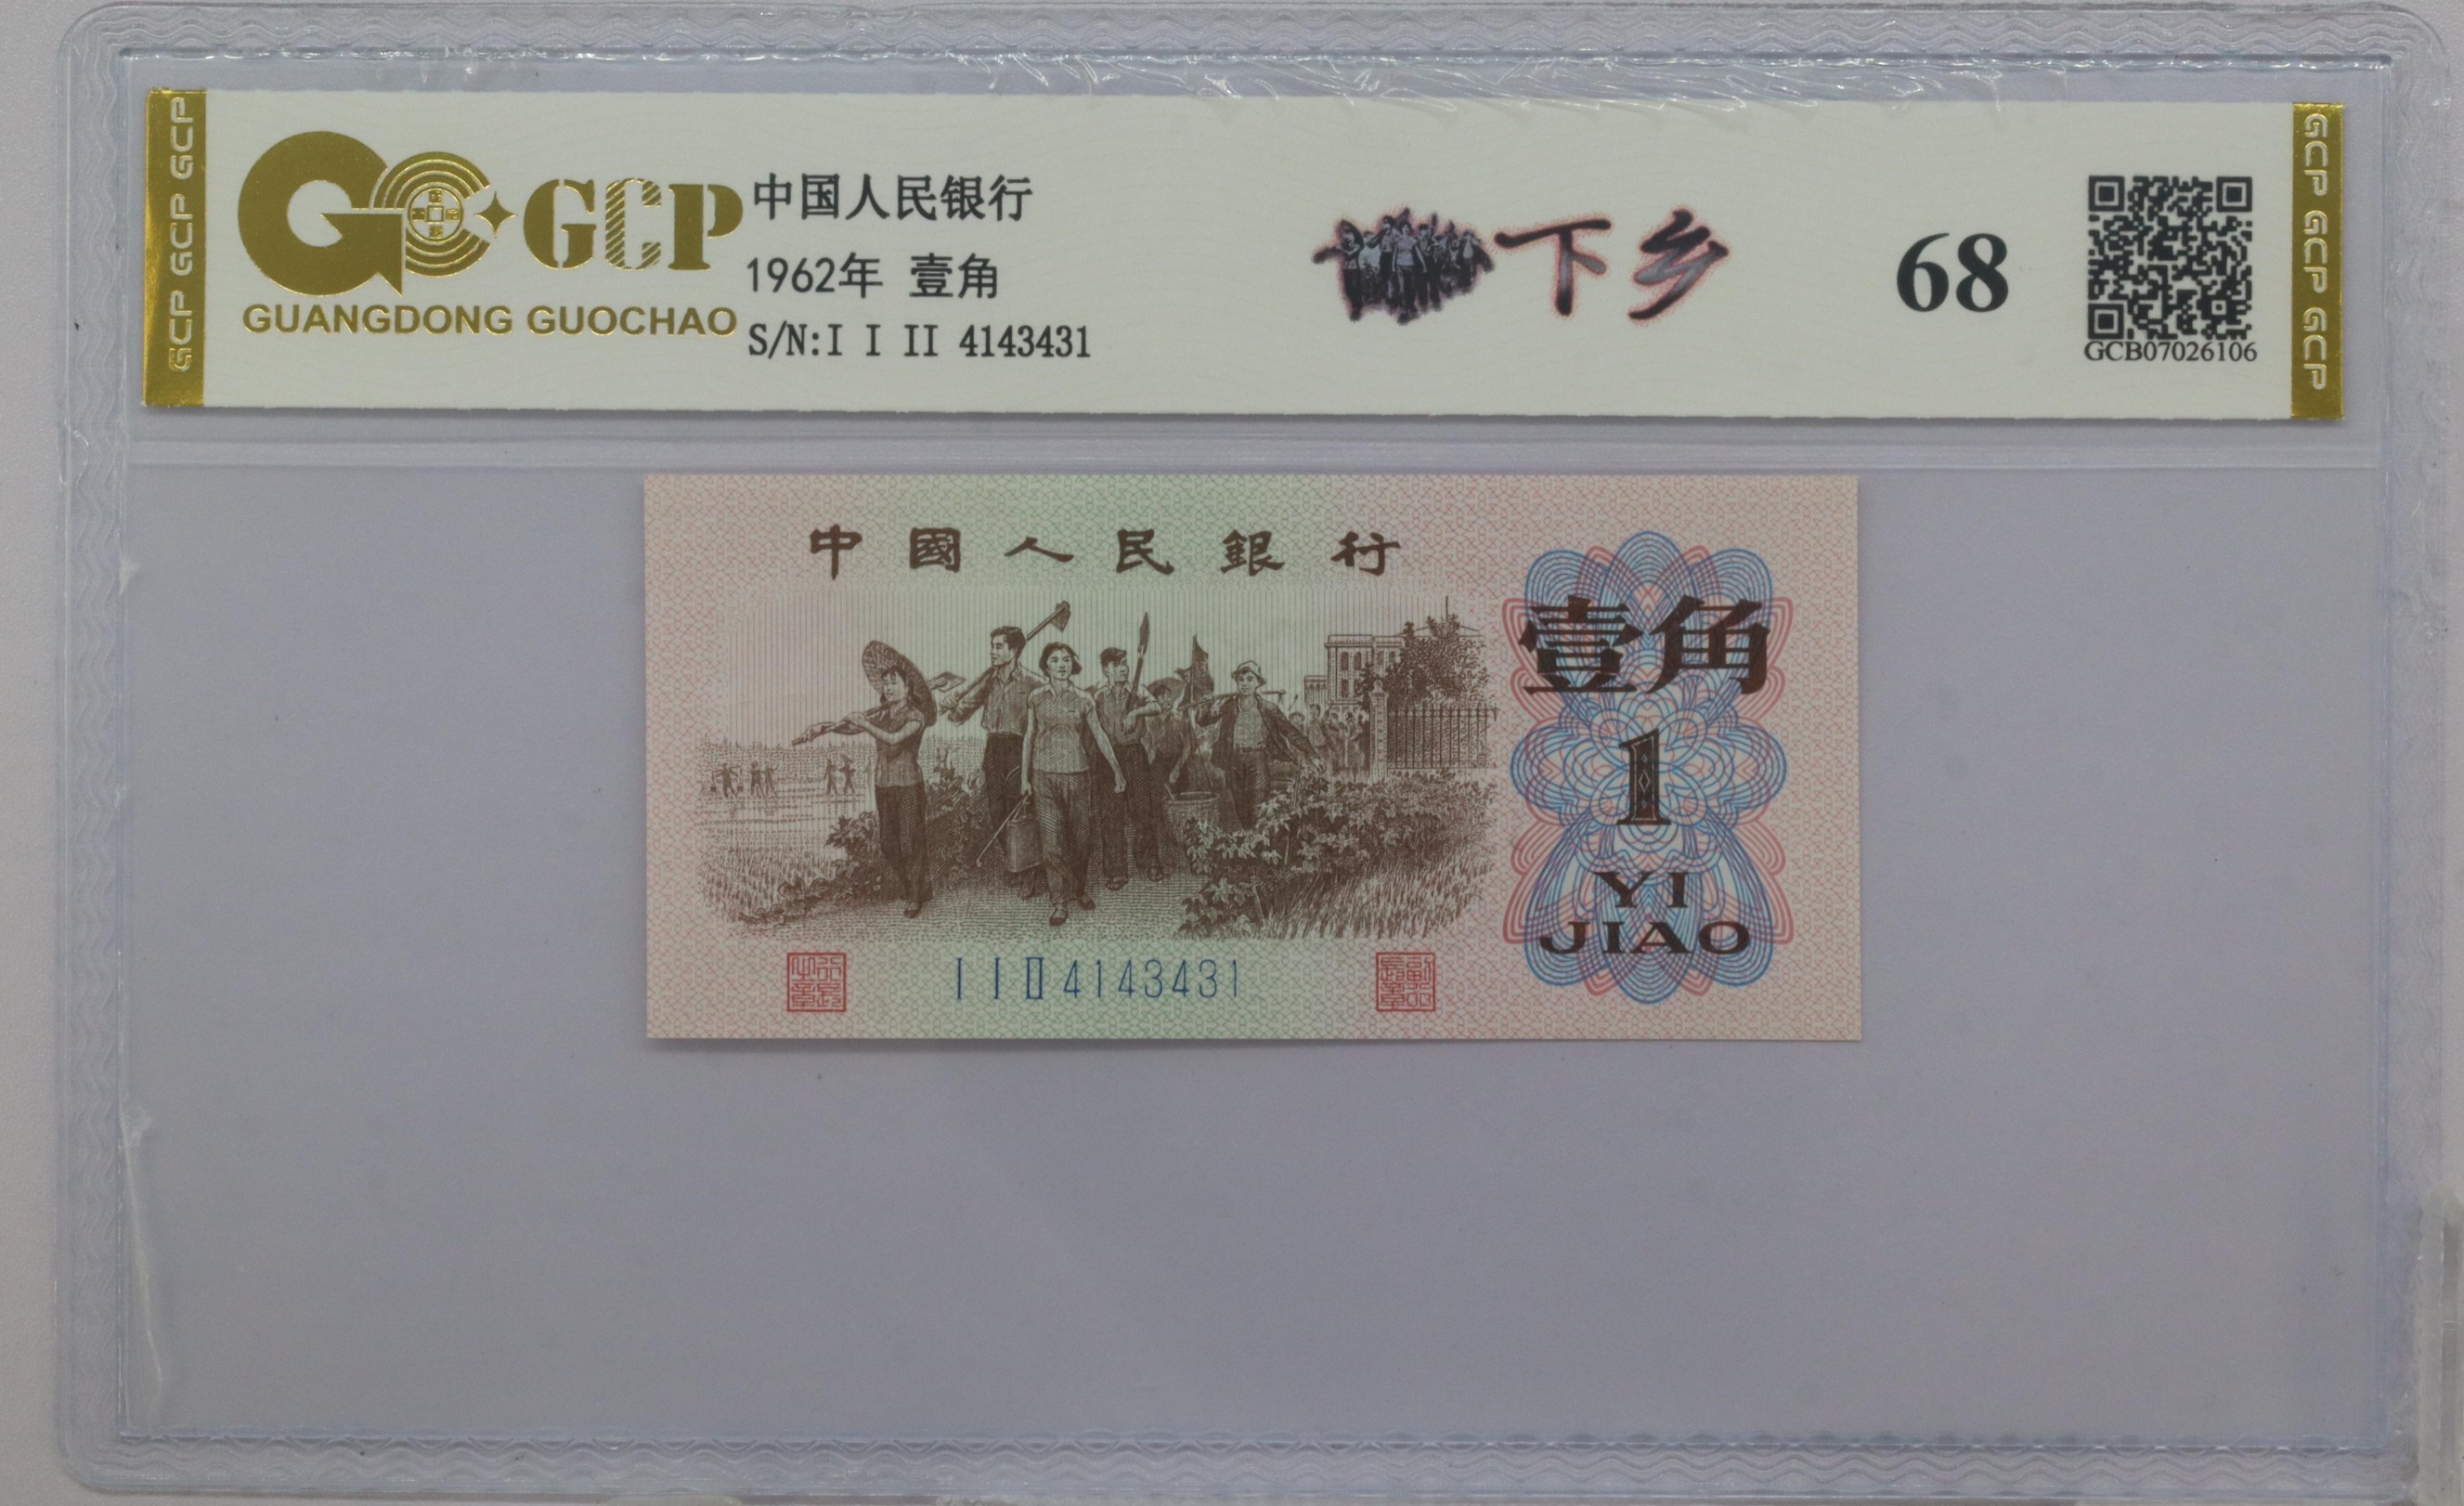 GCP GCP GCP
GCP
GUANGDONG GUOCHAO
中国人民银行
1962年 壹角
S/N:I I II 4143431
下乡
68
GCB07026106
GCP GCP GCP
中國人民銀行
壹角
1
YI
JIAO
I I II 4143431